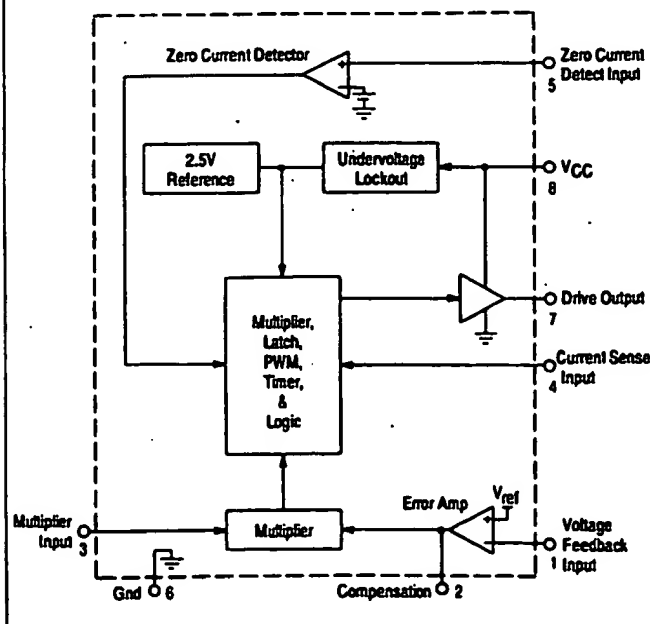 Zero Current Detector
Zero Current
Detect Input
5
2.5V
Reference
Undervoltage
Lockout
VCC
8
Multiplier,
Latch,
PWM,
Timer,
&
Logic
Drive Output
7
Current Sense
Input
4
Multiplier
Input
3
Multiplier
Error Amp
Vref
Voltage
Feedback
Input
1
Gnd
6
Compensation
2